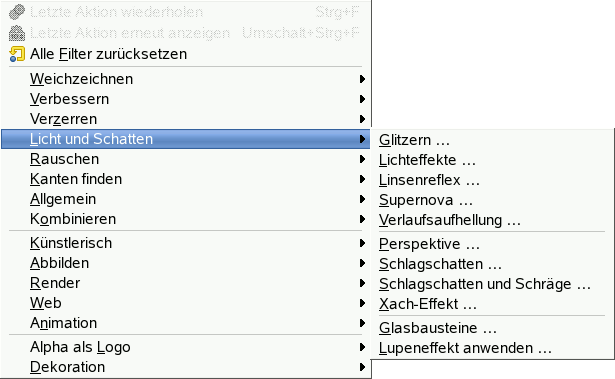 Letzte Aktion wiederholen Strg+F
Letzte Aktion erneut anzeigen Umschalt+Strg+F
Alle Filter zurücksetzen
Weichzeichnen
Verbessern
Verzerren
Licht und Schatten
Rauschen
Kanten finden
Allgemein
Kombinieren
Künstlerisch
Abbilden
Render
Web
Animation
Alpha als Logo
Dekoration
Glitzern …
Lichteffekte …
Linsenreflex …
Supernova …
Verlaufsaufhellung …
Perspektive …
Schlagschatten …
Schlagschatten und Schräge …
Xach-Effekt …
Glasbausteine …
Lupeneffekt anwenden …